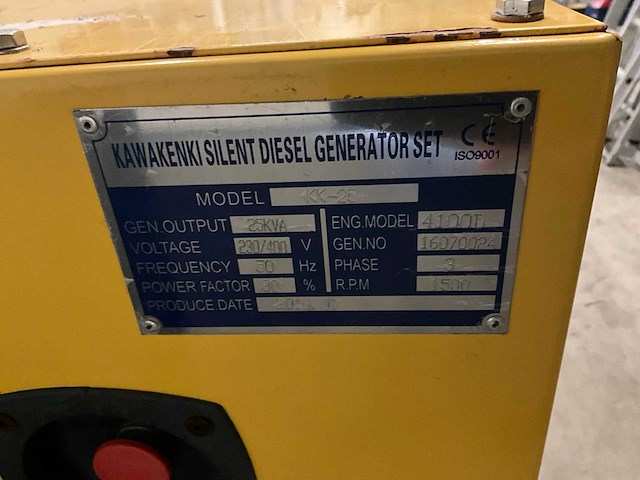 KAWAKENKI SILENT DIESEL GENERATOR SET CE
ISO9001
MODEL KK-25
GEN.OUTPUT 25KVA
VOLTAGE 230/400 V
FREQUENCY 50 Hz
POWER FACTOR %
PRODUCE.DATE
ENG.MODEL 4100D
GEN.NO 16070024
PHASE 3
R.P.M 1500